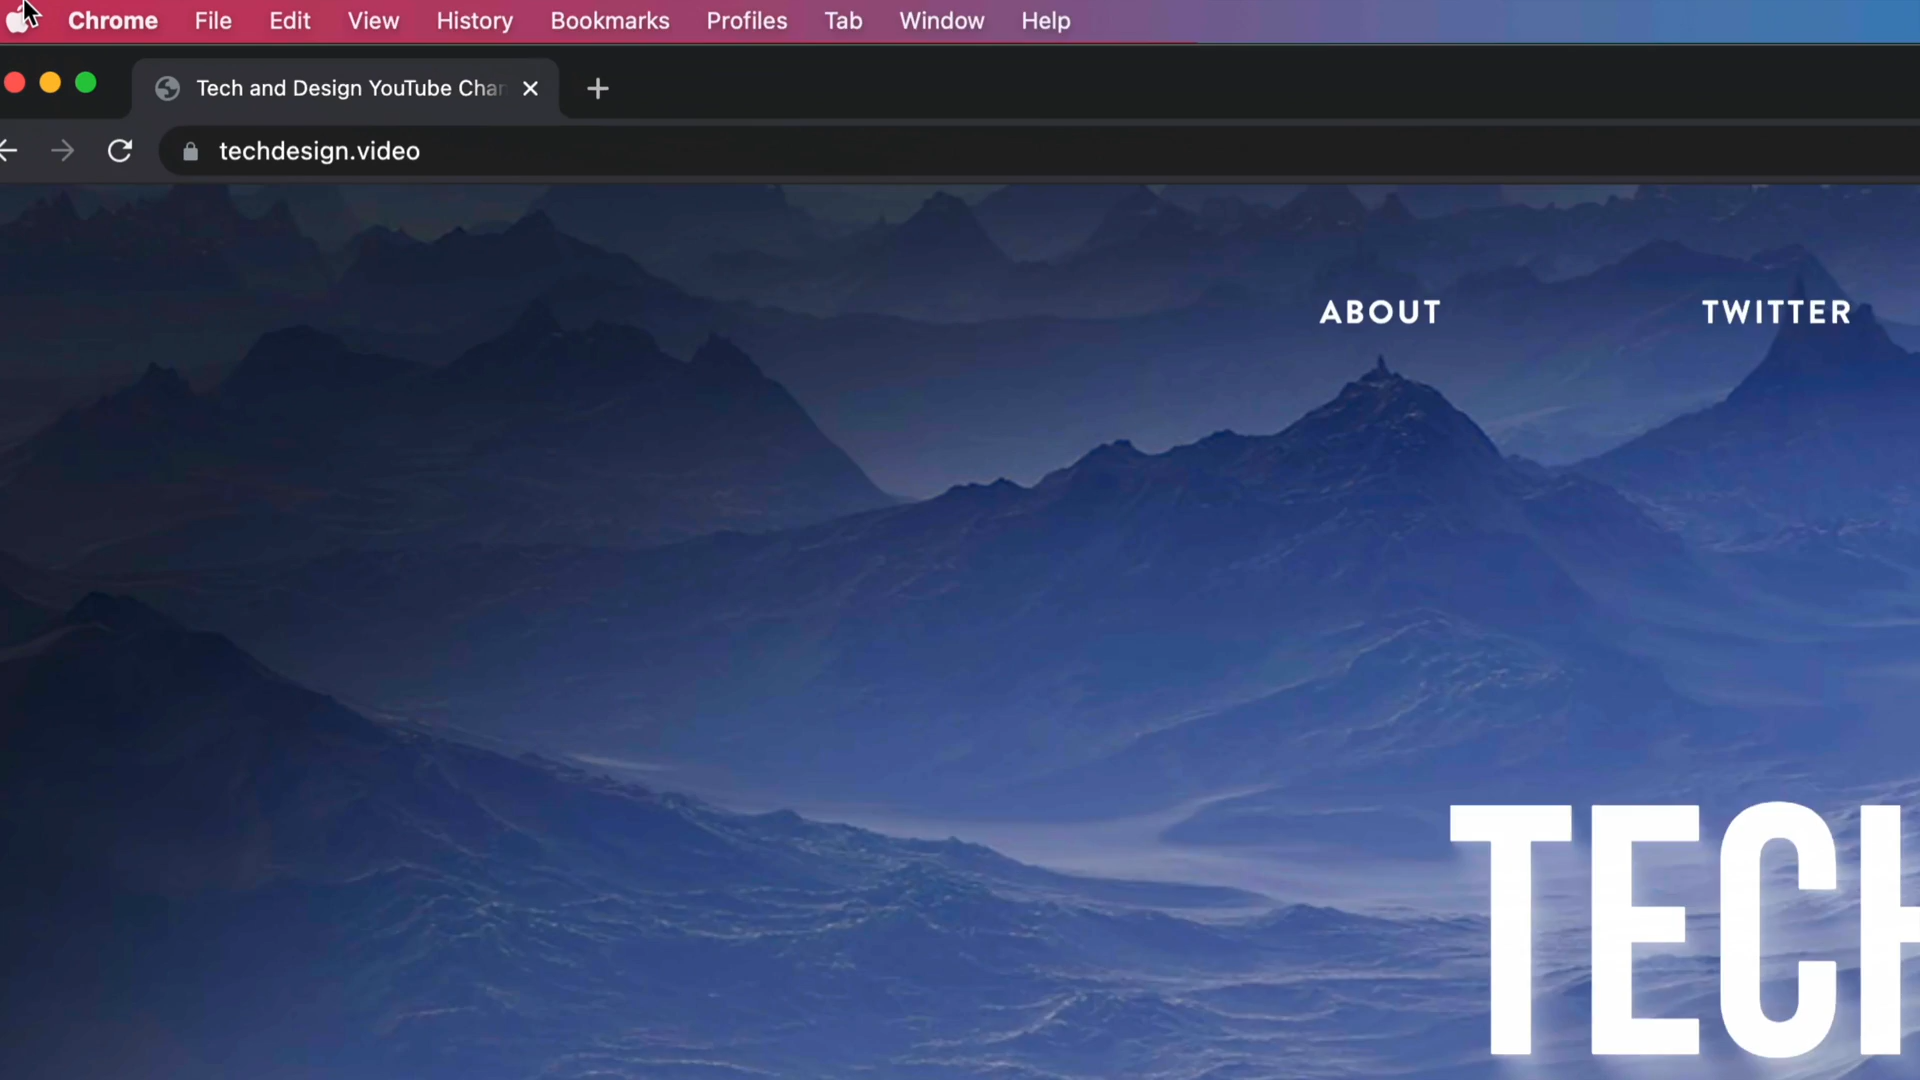 Chrome File Edit View History Bookmarks Profiles Tab Window Help
Tech and Design YouTube Chan
techdesign.video
ABOUT TWITTER
TECH